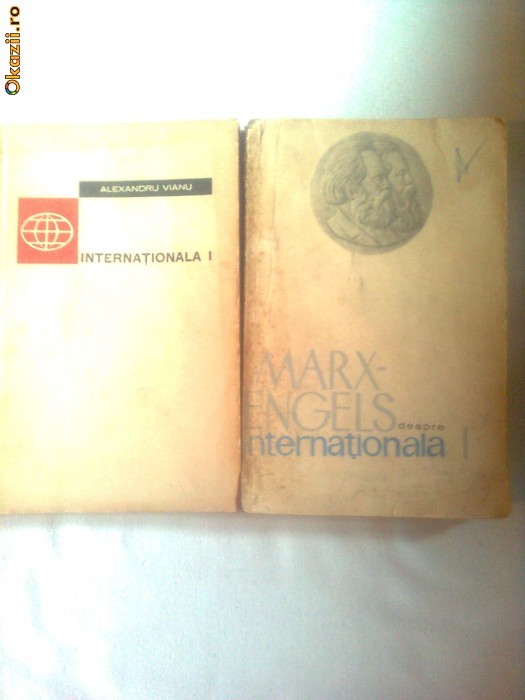 Okazii.ro
ALEXANDRU VIANU
INTERNAȚIONALA I
MARX-
ENGELS
despre
internaționala I